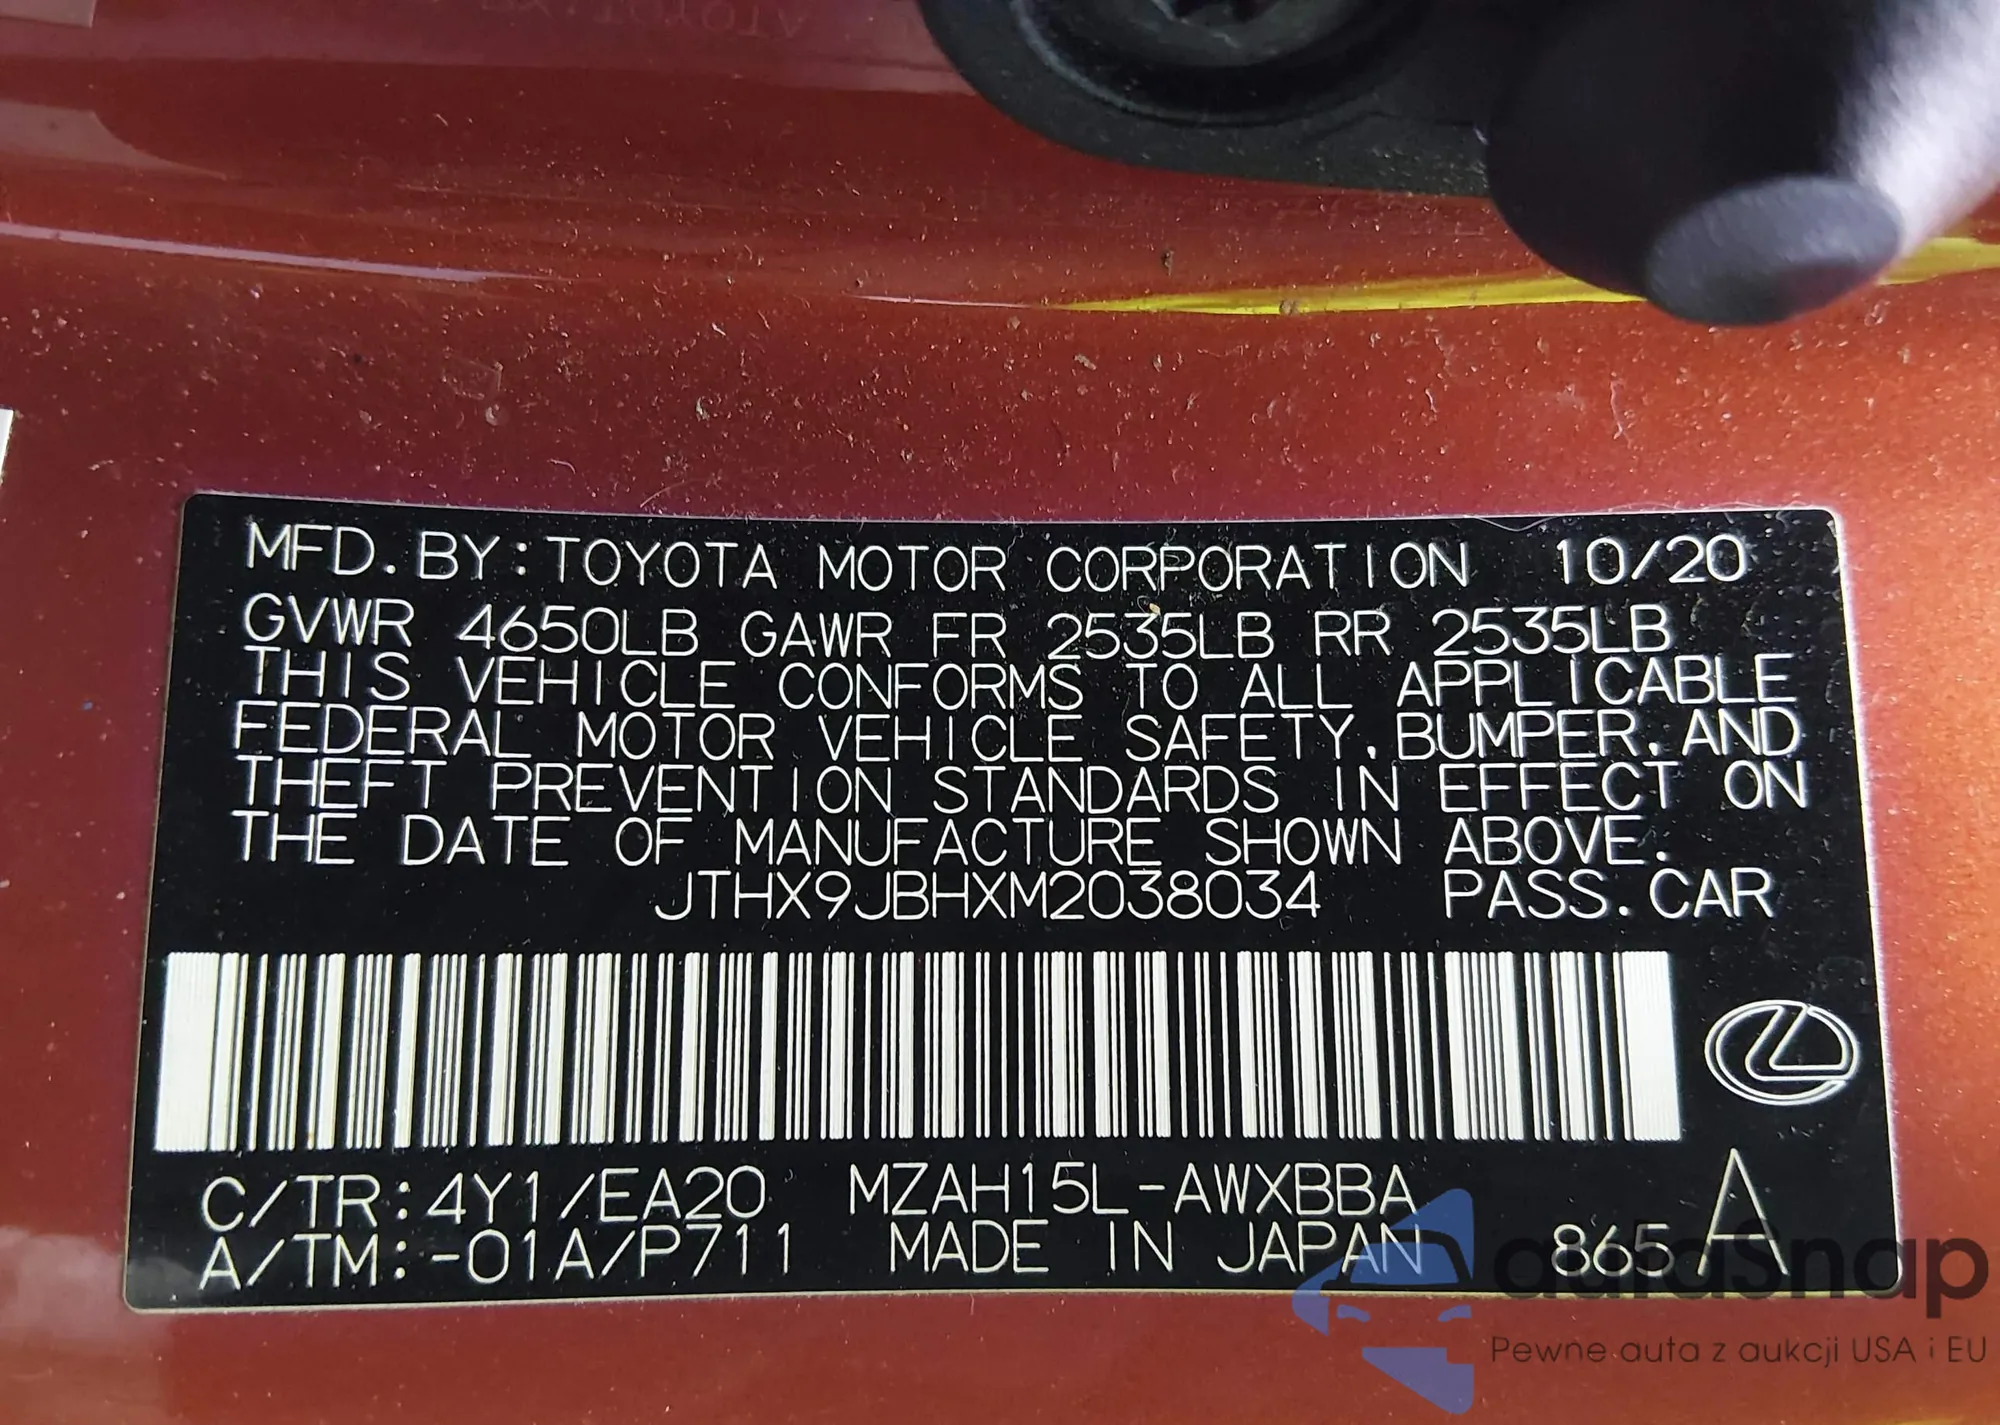 MFD. BY: TOYOTA MOTOR CORPORATION 10/20
GVWR 4650LB GAWR FR 2535LB RR 2535LB
THIS VEHICLE CONFORMS TO ALL APPLICABLE
FEDERAL MOTOR VEHICLE SAFETY, BUMPER, AND
THEFT PREVENTION STANDARDS IN EFFECT ON
THE DATE OF MANUFACTURE SHOWN ABOVE.
JTHX9JBHXM2038034 PASS. CAR
C/TR: 4Y1/EA20 MZAH15L-AWXBBA
A/TM: -01A/P711 MADE IN JAPAN 865 A
autaSnap
Pewne auta z aukcji USA i EU